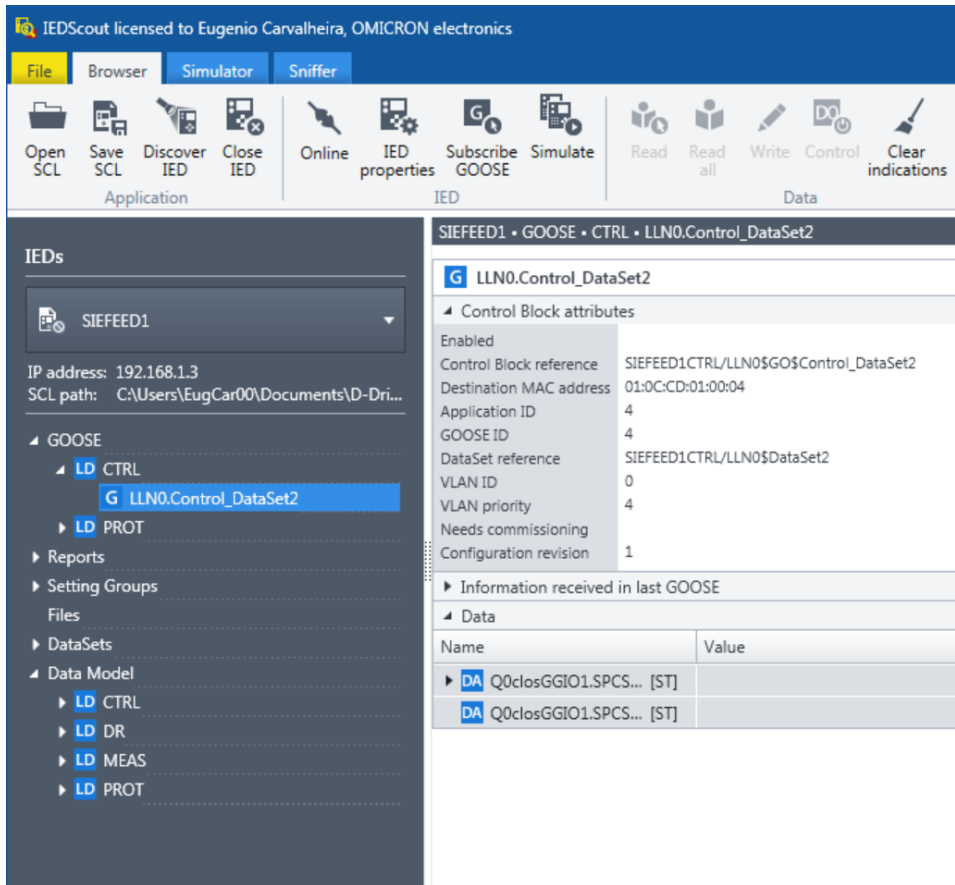 IEDScout licensed to Eugenio Carvalheira, OMICRON electronics
File Browser Simulator Sniffer
Open SCL
Save SCL
Discover IED
Close IED
Application
Online
IED properties
Subscribe GOOSE
Simulate
IED
Read
Read all
Write
Control
Clear indications
Data
IEDs
SIEFEED1
IP address: 192.168.1.3
SCL path: C:\Users\EugCar00\Documents\D-Dri...
GOOSE
LD CTRL
G LLN0.Control_DataSet2
LD PROT
Reports
Setting Groups
Files
DataSets
Data Model
LD CTRL
LD DR
LD MEAS
LD PROT
SIEFEED1 • GOOSE • CTRL • LLN0.Control_DataSet2
G LLN0.Control_DataSet2
Control Block attributes
Enabled
Control Block reference SIEFEED1CTRL/LLN0$GO$Control_DataSet2
Destination MAC address 01:0C:CD:01:00:04
Application ID 4
GOOSE ID 4
DataSet reference SIEFEED1CTRL/LLN0$DataSet2
VLAN ID 0
VLAN priority 4
Needs commissioning
Configuration revision 1
Information received in last GOOSE
Data
Name Value
DA Q0closGGIO1.SPCS... [ST]
DA Q0closGGIO1.SPCS... [ST]